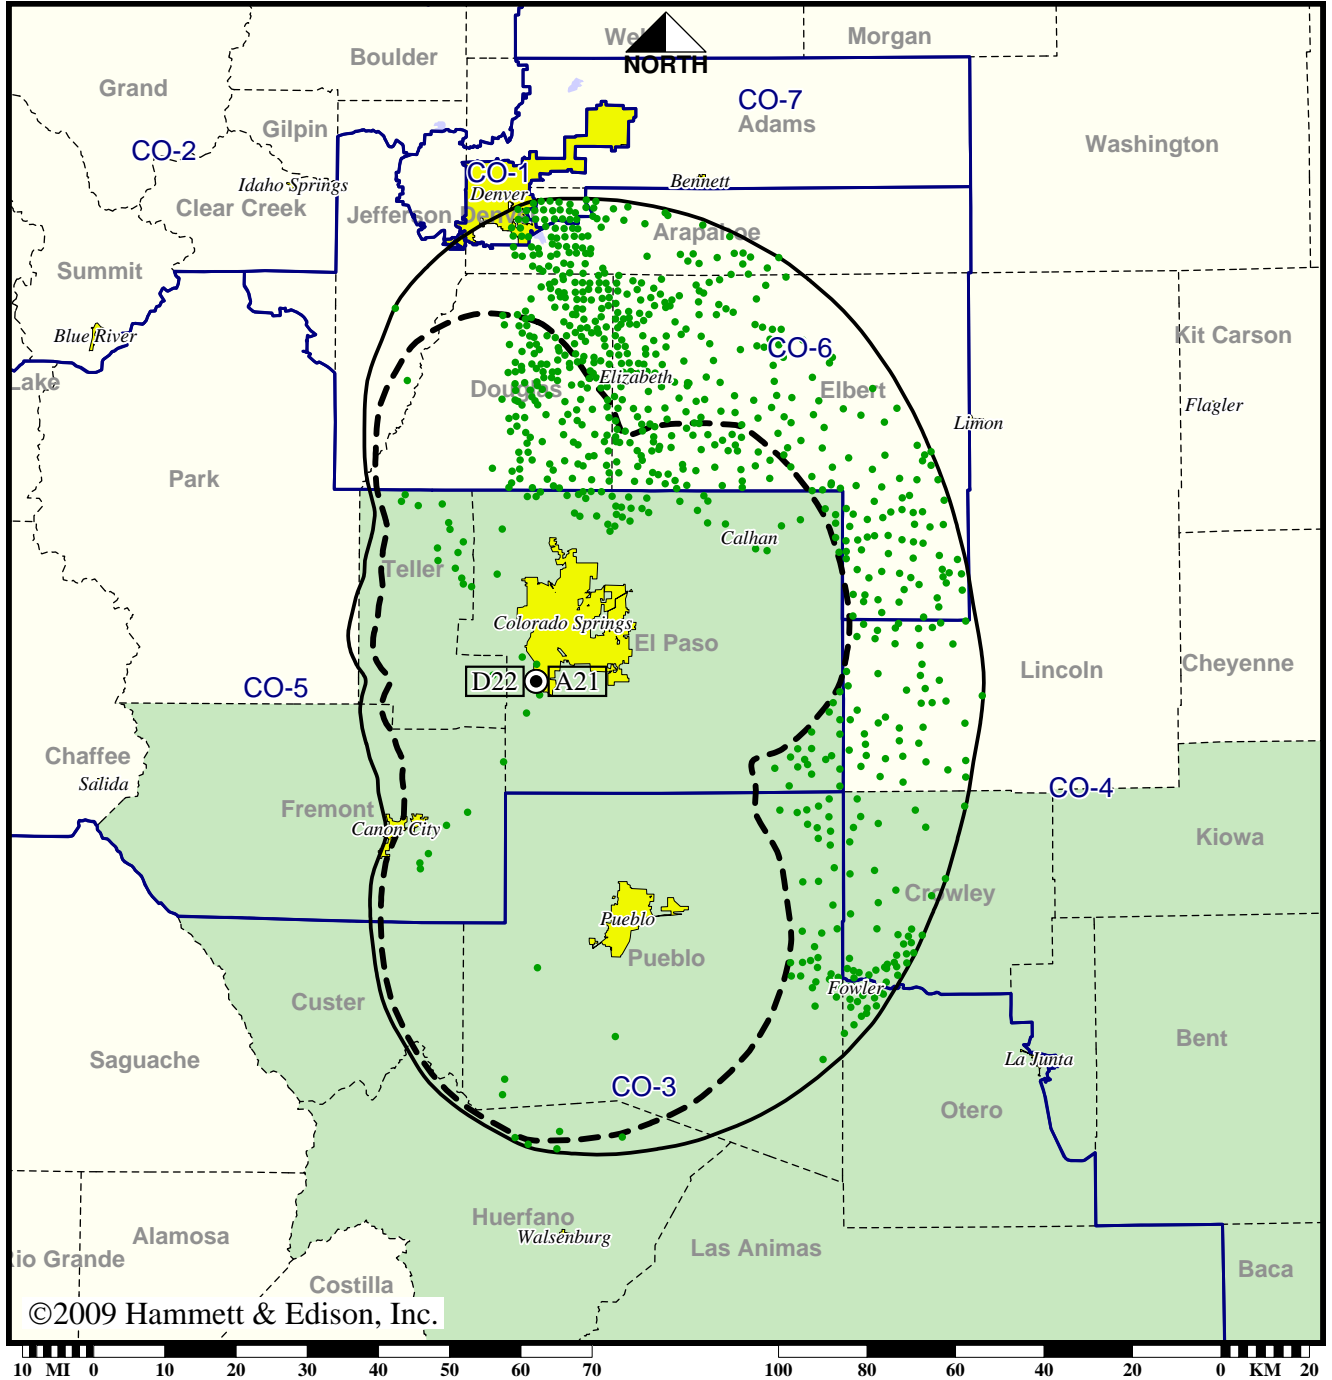 Weld
Morgan
Boulder
NORTH
Grand
CO-7
Adams
Gilpin
CO-2
Washington
CO-1
Idaho Springs
Bennett
Denver
Clear Creek
Jefferson
Denver
Arapahoe
Summit
Blue River
Kit Carson
CO-6
Lake
Elizabeth
Douglas
Elbert
Flagler
Limon
Park
Calhan
Teller
Colorado Springs
El Paso
Lincoln
Cheyenne
D22
A21
CO-5
Chaffee
Salida
CO-4
Fremont
Canon City
Kiowa
Crowley
Pueblo
Pueblo
Fowler
Custer
Bent
Saguache
La Junta
CO-3
Otero
Huerfano
Walsenburg
Alamosa
Las Animas
Rio Grande
Baca
Costilla
©2009 Hammett & Edison, Inc.
10 MI 0 10 20 30 40 50 60 70 100 80 60 40 20 0 KM 20